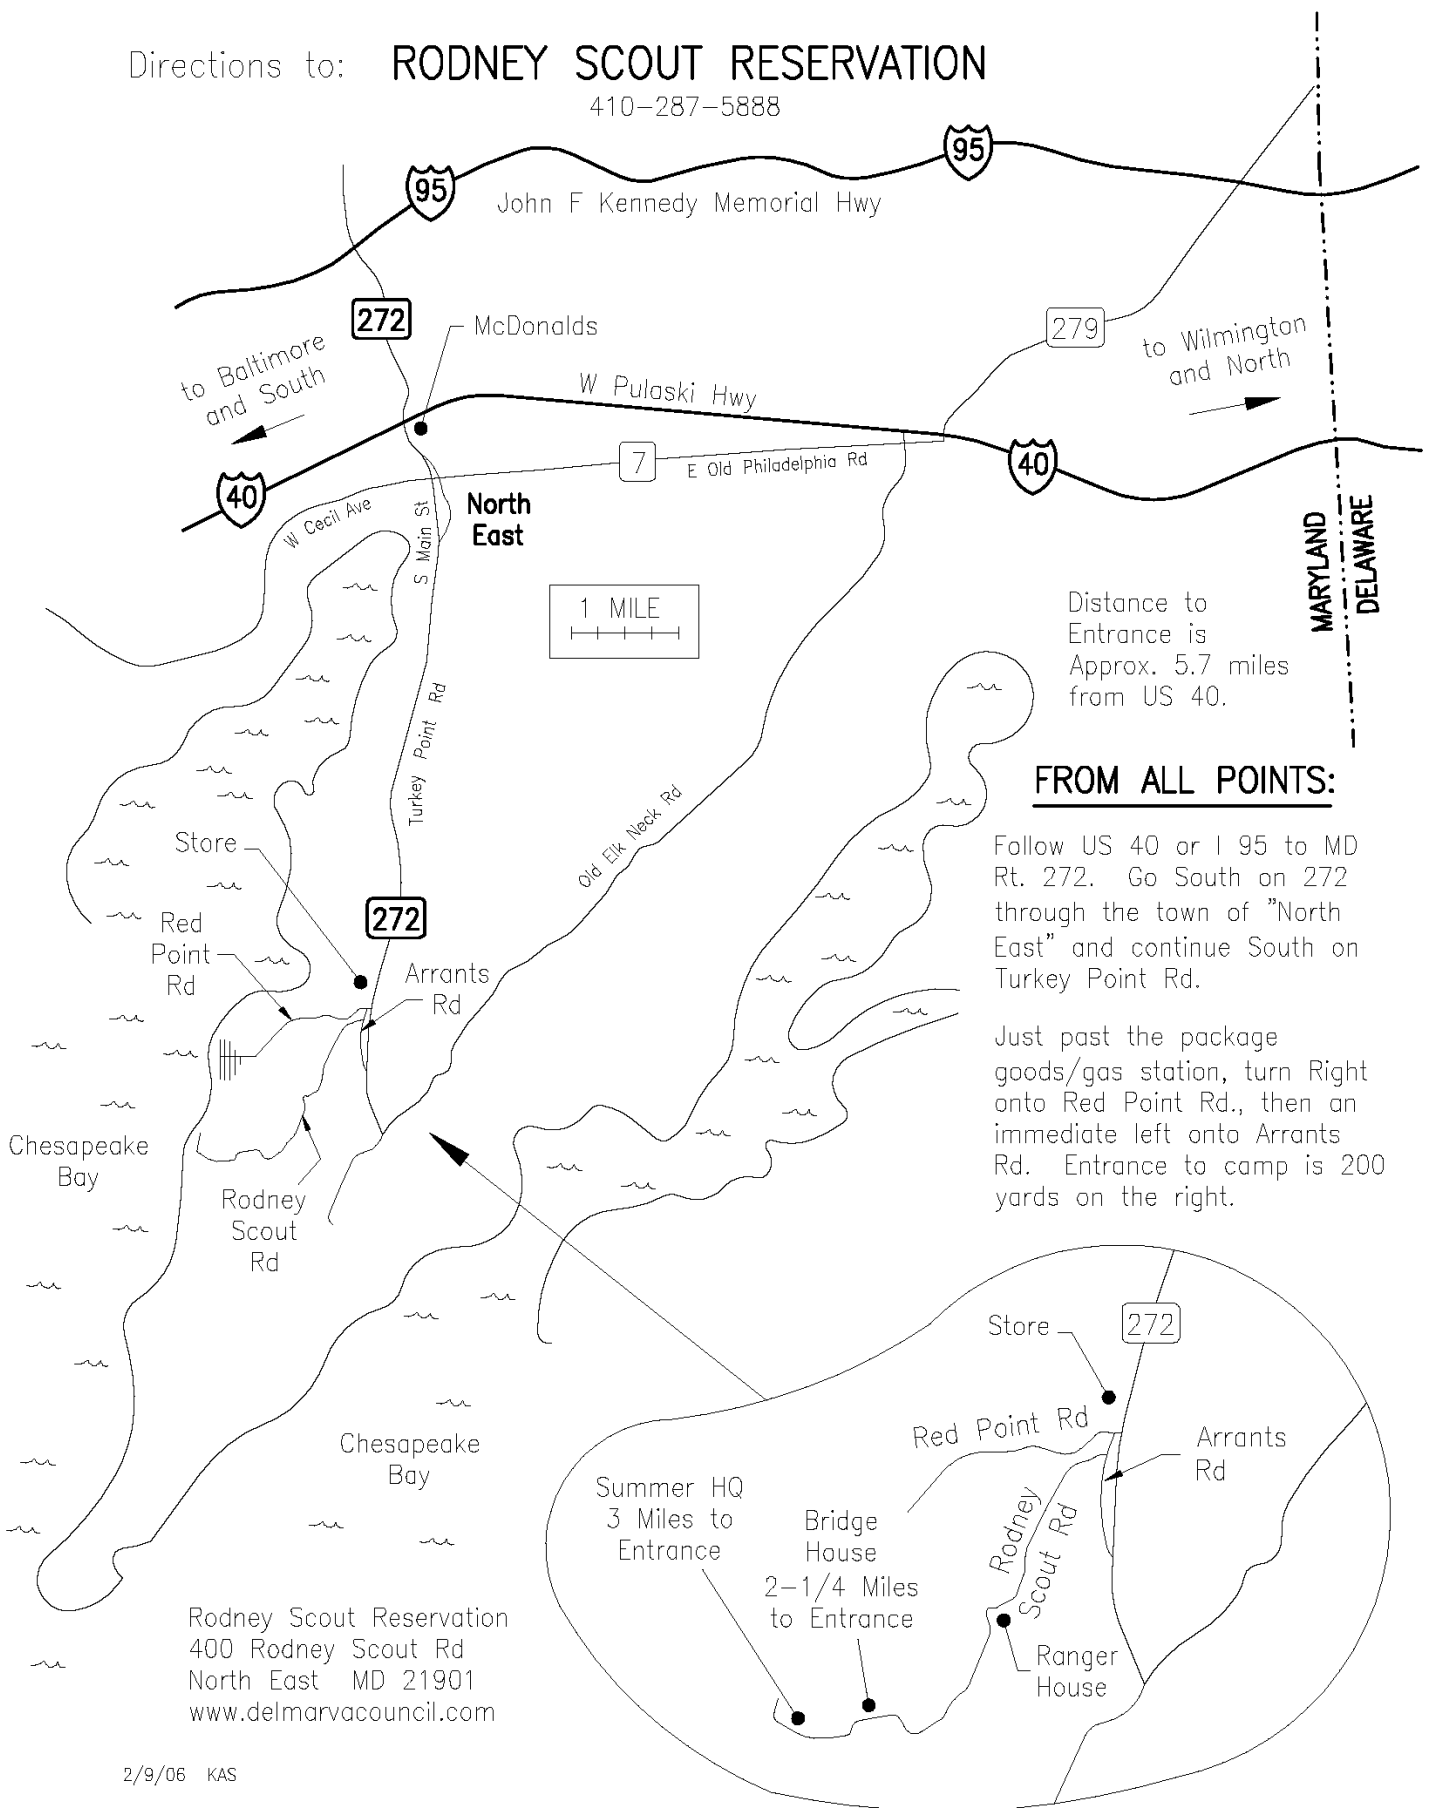 Directions to: RODNEY SCOUT RESERVATION
410-287-5888
95
95
John F Kennedy Memorial Hwy
272
McDonalds
279
to Baltimore
and South
to Wilmington
and North
W Pulaski Hwy
7
E Old Philadelphia Rd
40
40
W Cecil Ave
S Main St
North
East
MARYLAND
DELAWARE
1 MILE
Distance to
Entrance is
Approx. 5.7 miles
from US 40.
Turkey Point Rd
Old Elk Neck Rd
FROM ALL POINTS:
Follow US 40 or I 95 to MD
Rt. 272. Go South on 272
through the town of "North
East" and continue South on
Turkey Point Rd.
Just past the package
goods/gas station, turn Right
onto Red Point Rd., then an
immediate left onto Arrants
Rd. Entrance to camp is 200
yards on the right.
Store
272
Red
Point
Rd
Arrants
Rd
Chesapeake
Bay
Rodney
Scout
Rd
Chesapeake
Bay
Store
272
Red Point Rd
Arrants
Rd
Summer HQ
3 Miles to
Entrance
Bridge
House
2-1/4 Miles
to Entrance
Rodney
Scout Rd
Ranger
House
Rodney Scout Reservation
400 Rodney Scout Rd
North East MD 21901
www.delmarvacouncil.com
2/9/06 KAS